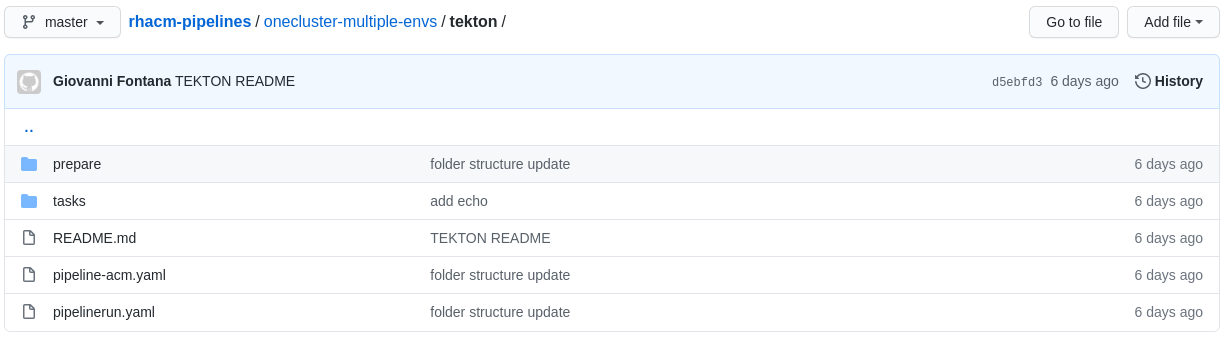 master rhacm-pipelines / onecluster-multiple-envs / tekton / Go to file Add file
Giovanni Fontana TEKTON README d5ebfd3 6 days ago History
..
prepare folder structure update 6 days ago
tasks add echo 6 days ago
README.md TEKTON README 6 days ago
pipeline-acm.yaml folder structure update 6 days ago
pipelinerun.yaml folder structure update 6 days ago